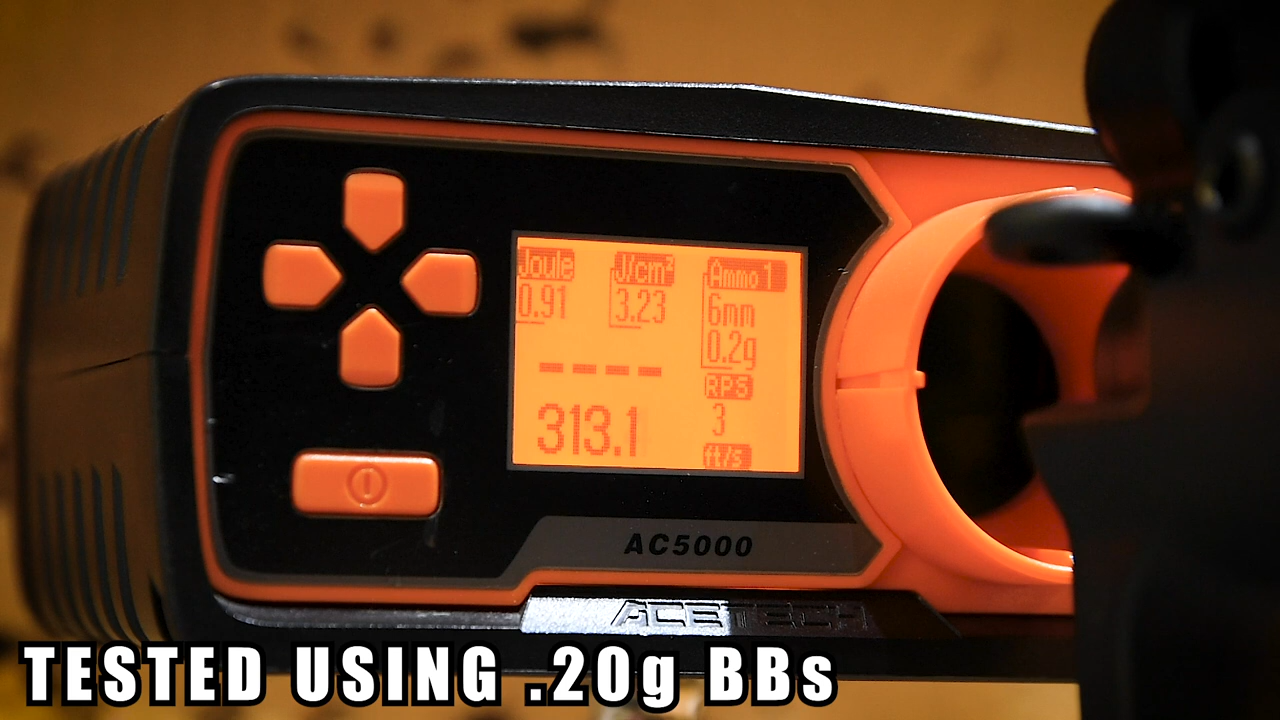 Joule J/cm² Ammo 1
0.91 3.23 6mm
0.2g
RPS
---- 3
313.1 ft/s
AC5000
ACETECH
TESTED USING .20g BBs